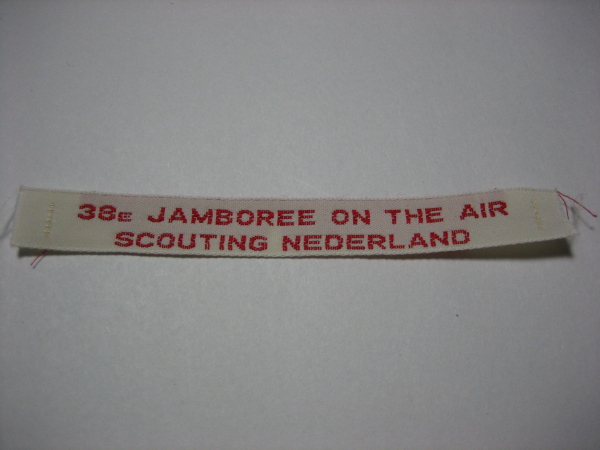 38E JAMBOREE ON THE AIR
SCOUTING NEDERLAND